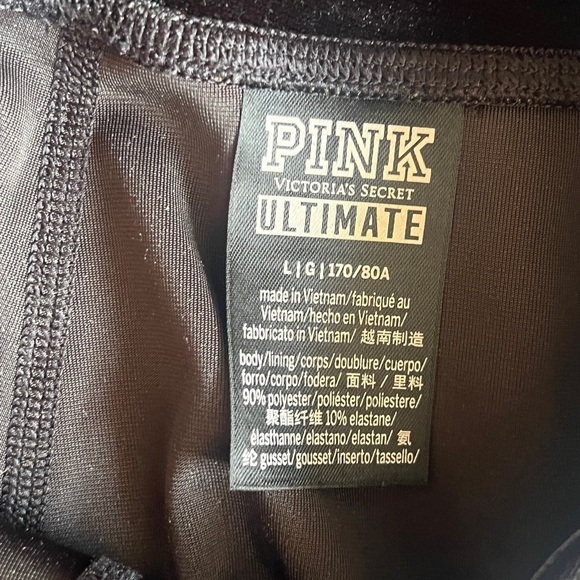 PINK
VICTORIA'S SECRET
ULTIMATE
L|G|170/80A
made in Vietnam/fabriqué au
Vietnam/hecho en Vietnam/
fabbricato in Vietnam/ 越南制造
body/lining/corps/doublure/cuerpo/
forro/corpo/fodera/ 面料 / 里料
90% polyester/poliéster/poliestere/
聚酯纤维 10% elastane/
élasthanne/elastano/elastan/ 氨
纶 gusset/gousset/inserto/tassello/